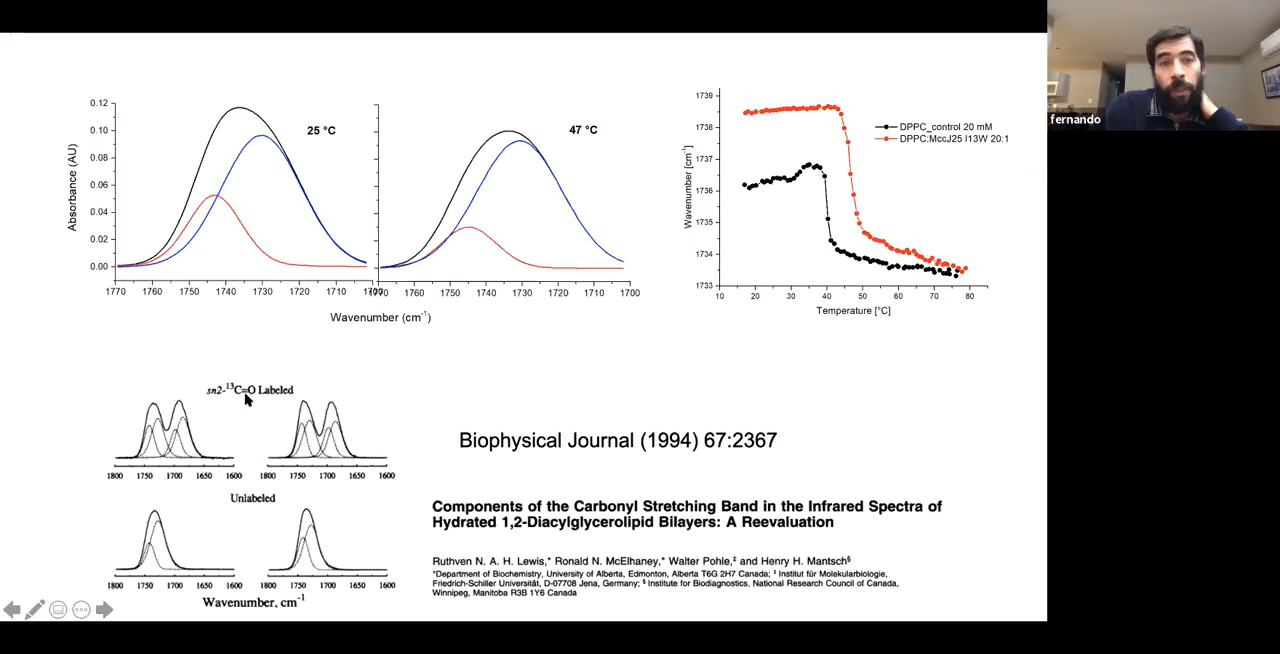 0.12
0.10
0.08
0.06
0.04
0.02
0.00
Absorbance (AU)
25 °C
47 °C
1770 1760 1750 1740 1730 1720 1710
1760 1750 1740 1730 1720 1710 1700
Wavenumber (cm⁻¹)
1739
1738
1737
1736
1735
1734
1733
Wavenumber [cm⁻¹]
DPPC_control 20 mM
DPPC:MccJ25 I13W 20:1
10 20 30 40 50 60 70 80
Temperature [°C]
fernando
sn2-¹³C=O Labeled
1800 1750 1700 1650 1600
1800 1750 1700 1650 1600
Unlabeled
1800 1750 1700 1650 1600
1800 1750 1700 1650 1600
Wavenumber, cm⁻¹
Biophysical Journal (1994) 67:2367
Components of the Carbonyl Stretching Band in the Infrared Spectra of
Hydrated 1,2-Diacylglycerolipid Bilayers: A Reevaluation
Ruthven N. A. H. Lewis,* Ronald N. McElhaney,* Walter Pohle,‡ and Henry H. Mantsch§
*Department of Biochemistry, University of Alberta, Edmonton, Alberta T6G 2H7 Canada; ‡ Institut für Molekularbiologie,
Friedrich-Schiller Universität, D-07708 Jena, Germany; § Institute for Biodiagnostics, National Research Council of Canada,
Winnipeg, Manitoba R3B 1Y6 Canada